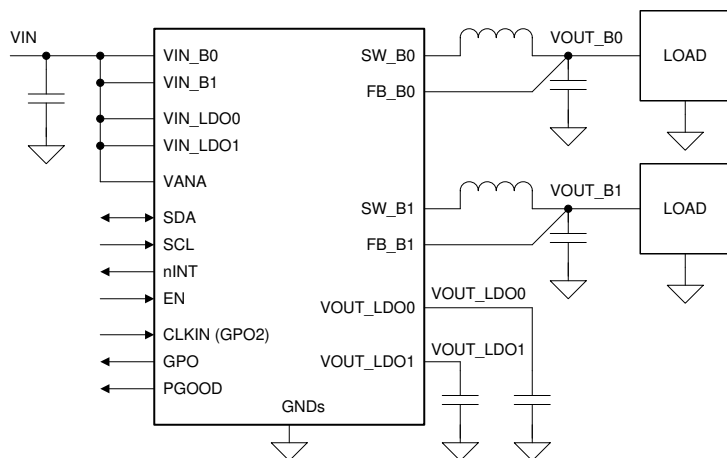 VIN
VIN_B0
VIN_B1
VIN_LDO0
VIN_LDO1
VANA
SDA
SCL
nINT
EN
CLKIN (GPO2)
GPO
PGOOD
GNDs
SW_B0
FB_B0
SW_B1
FB_B1
VOUT_LDO0
VOUT_LDO1
VOUT_B0
LOAD
VOUT_B1
LOAD
VOUT_LDO0
VOUT_LDO1